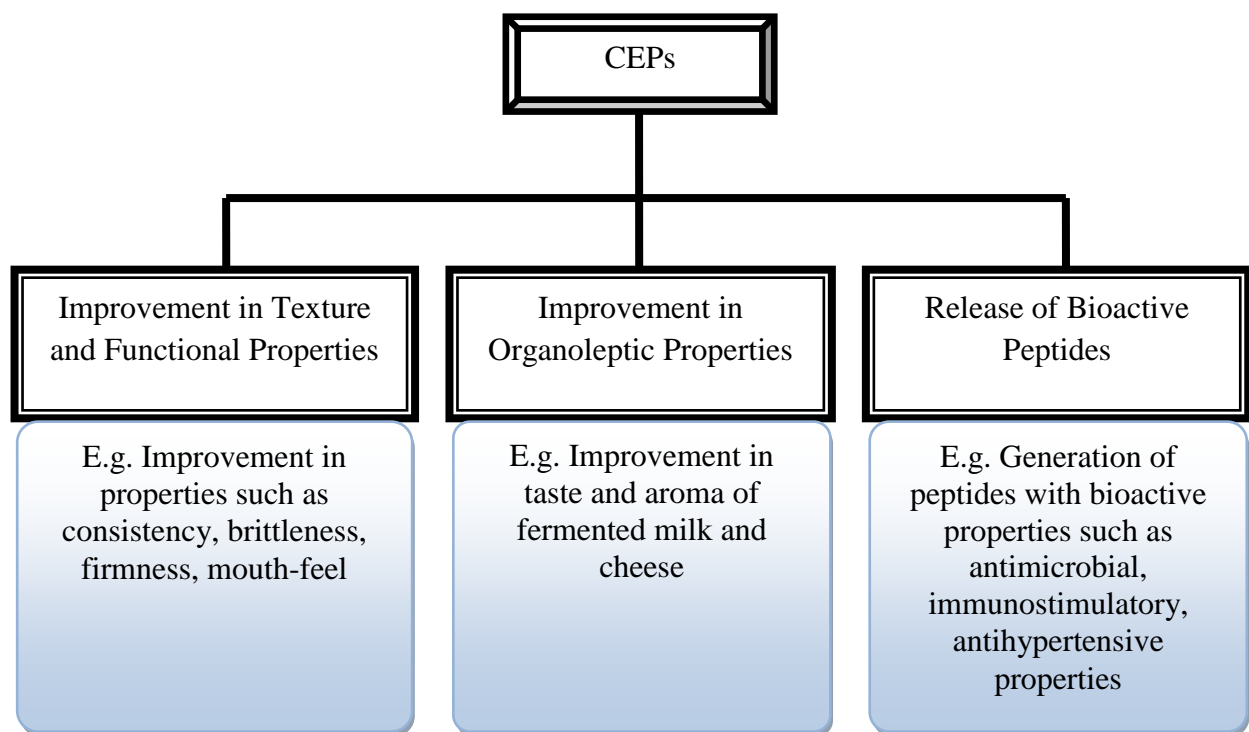 CEPs
Improvement in Texture
and Functional Properties
Improvement in
Organoleptic Properties
Release of Bioactive
Peptides
E.g. Improvement in
properties such as
consistency, brittleness,
firmness, mouth-feel
E.g. Improvement in
taste and aroma of
fermented milk and
cheese
E.g. Generation of
peptides with bioactive
properties such as
antimicrobial,
immunostimulatory,
antihypertensive
properties